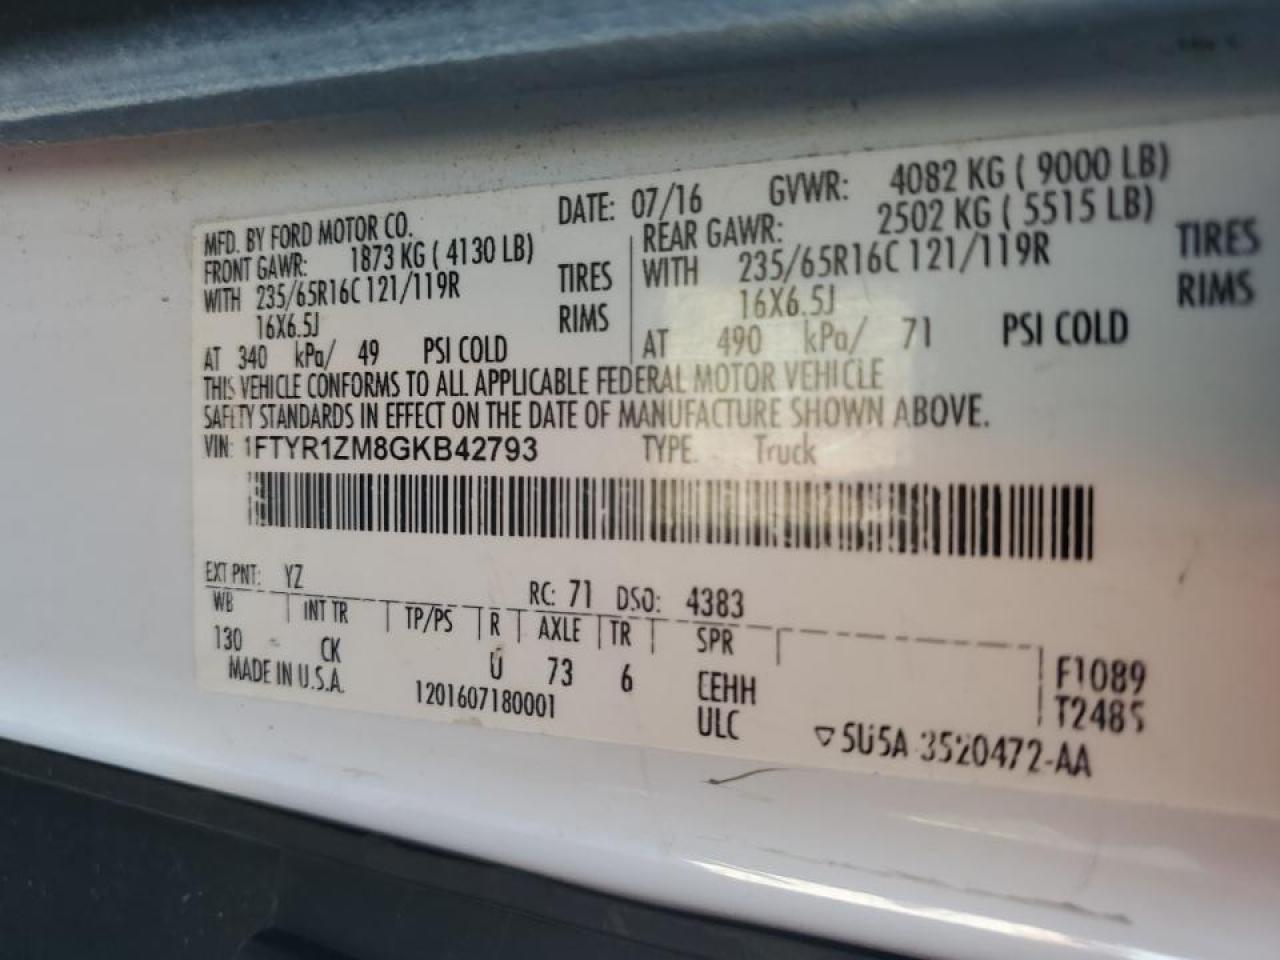 MFD. BY FORD MOTOR CO. DATE: 07/16 GVWR: 4082 KG ( 9000 LB)
FRONT GAWR: 1873 KG ( 4130 LB) REAR GAWR: 2502 KG ( 5515 LB)
WITH 235/65R16C 121/119R TIRES WITH 235/65R16C 121/119R TIRES
16X6.5J RIMS 16X6.5J RIMS
AT 340 kPa/ 49 PSI COLD AT 490 kPa/ 71 PSI COLD
THIS VEHICLE CONFORMS TO ALL APPLICABLE FEDERAL MOTOR VEHICLE
SAFETY STANDARDS IN EFFECT ON THE DATE OF MANUFACTURE SHOWN ABOVE.
VIN: 1FTYR1ZM8GKB42793 TYPE: Truck
EXT PNT: YZ RC: 71 DSO: 4383
WB INT TR TP/PS R AXLE TR SPR
130 CK U 73 6 CEHH F1089
MADE IN U.S.A. 1201607180001 ULC T2485
▽5U5A-3520472-AA